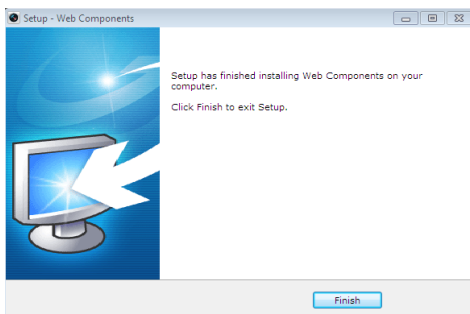 Setup - Web Components
Setup has finished installing Web Components on your
computer.
Click Finish to exit Setup.
Finish